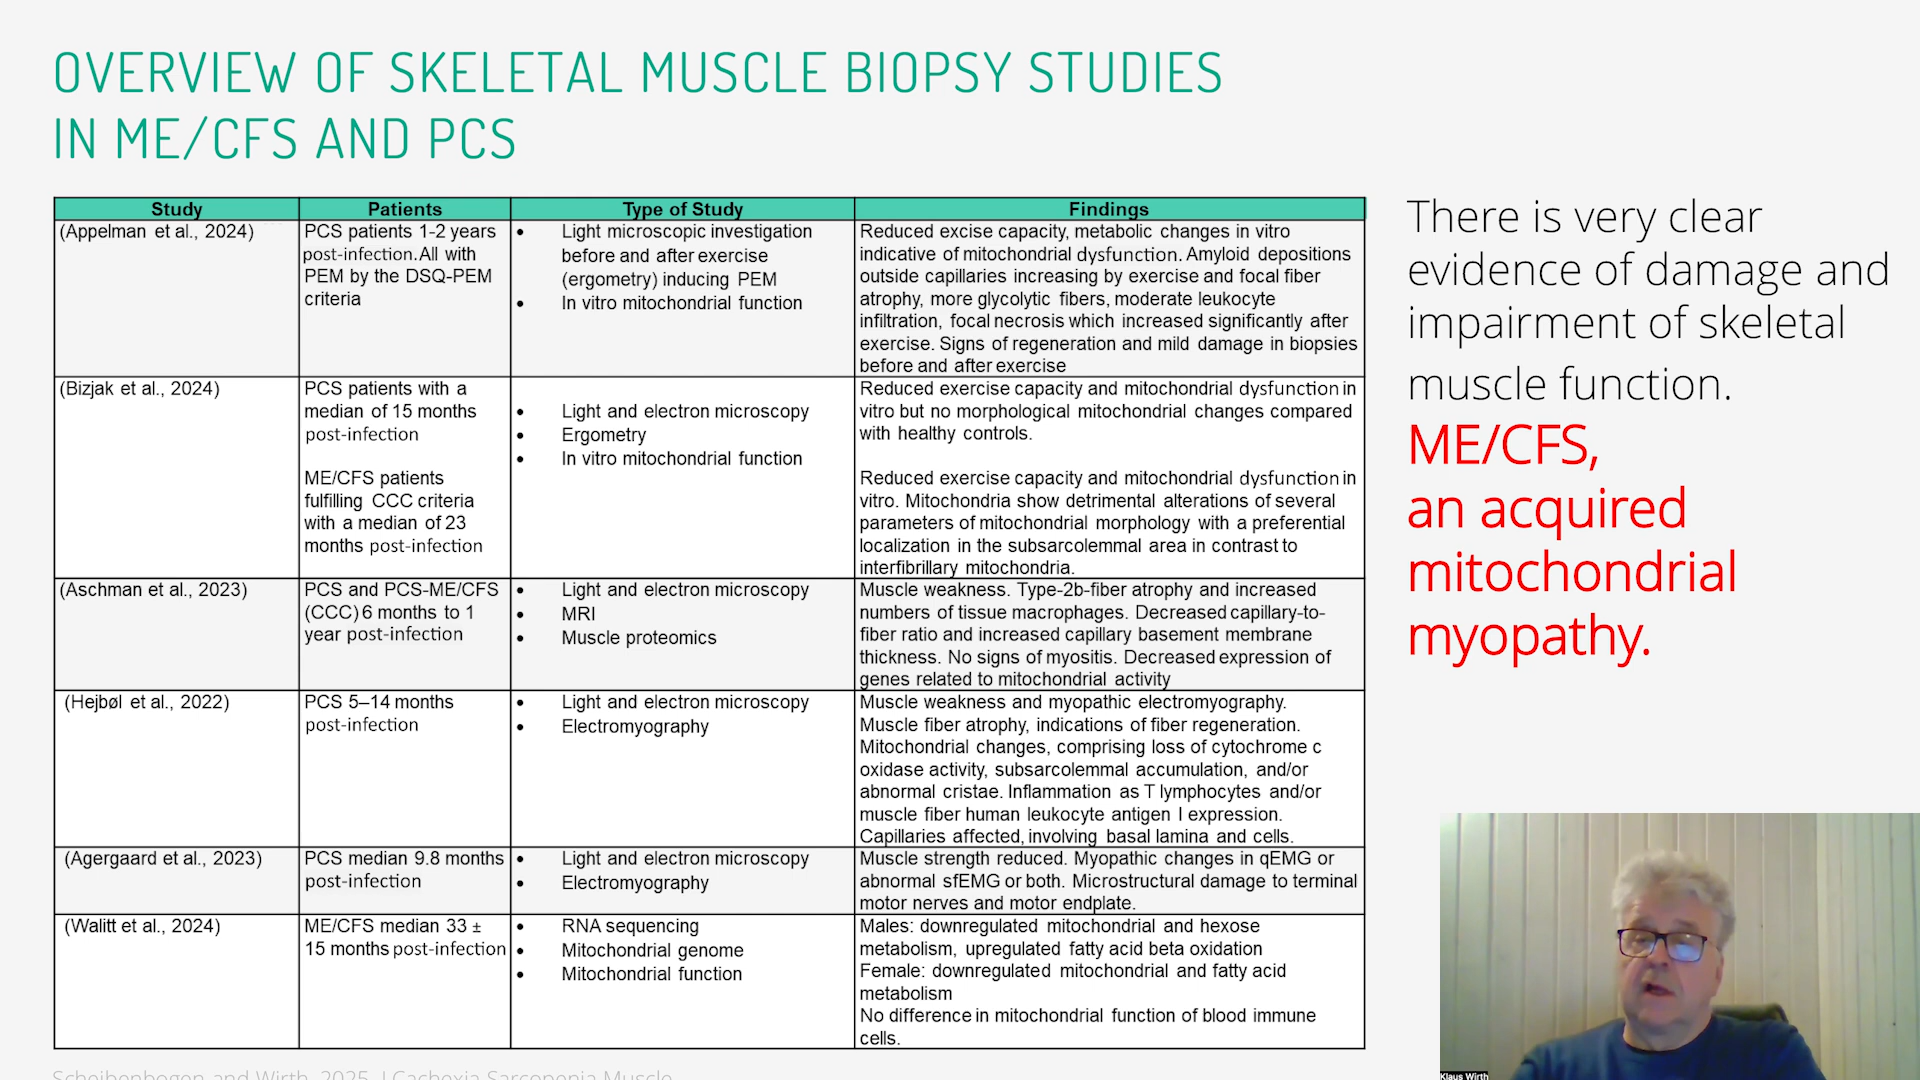 OVERVIEW OF SKELETAL MUSCLE BIOPSY STUDIES
IN ME/CFS AND PCS
Study
Patients
Type of Study
Findings
(Appelman et al., 2024)
PCS patients 1-2 years
post-infection. All with
PEM by the DSQ-PEM
criteria
• Light microscopic investigation
before and after exercise
(ergometry) inducing PEM
• In vitro mitochondrial function
Reduced excise capacity, metabolic changes in vitro
indicative of mitochondrial dysfunction. Amyloid depositions
outside capillaries increasing by exercise and focal fiber
atrophy, more glycolytic fibers, moderate leukocyte
infiltration, focal necrosis which increased significantly after
exercise. Signs of regeneration and mild damage in biopsies
before and after exercise
(Bizjak et al., 2024)
PCS patients with a
median of 15 months
post-infection
ME/CFS patients
fulfilling CCC criteria
with a median of 23
months post-infection
• Light and electron microscopy
• Ergometry
• In vitro mitochondrial function
Reduced exercise capacity and mitochondrial dysfunction in
vitro but no morphological mitochondrial changes compared
with healthy controls.
Reduced exercise capacity and mitochondrial dysfunction in
vitro. Mitochondria show detrimental alterations of several
parameters of mitochondrial morphology with a preferential
localization in the subsarcolemmal area in contrast to
interfibrillary mitochondria.
(Aschman et al., 2023)
PCS and PCS-ME/CFS
(CCC) 6 months to 1
year post-infection
• Light and electron microscopy
• MRI
• Muscle proteomics
Muscle weakness. Type-2b-fiber atrophy and increased
numbers of tissue macrophages. Decreased capillary-to-
fiber ratio and increased capillary basement membrane
thickness. No signs of myositis. Decreased expression of
genes related to mitochondrial activity
(Hejbøl et al., 2022)
PCS 5–14 months
post-infection
• Light and electron microscopy
• Electromyography
Muscle weakness and myopathic electromyography.
Muscle fiber atrophy, indications of fiber regeneration.
Mitochondrial changes, comprising loss of cytochrome c
oxidase activity, subsarcolemmal accumulation, and/or
abnormal cristae. Inflammation as T lymphocytes and/or
muscle fiber human leukocyte antigen I expression.
Capillaries affected, involving basal lamina and cells.
(Agergaard et al., 2023)
PCS median 9.8 months
post-infection
• Light and electron microscopy
• Electromyography
Muscle strength reduced. Myopathic changes in qEMG or
abnormal sfEMG or both. Microstructural damage to terminal
motor nerves and motor endplate.
(Walitt et al., 2024)
ME/CFS median 33 ±
15 months post-infection
• RNA sequencing
• Mitochondrial genome
• Mitochondrial function
Males: downregulated mitochondrial and hexose
metabolism, upregulated fatty acid beta oxidation
Female: downregulated mitochondrial and fatty acid
metabolism
No difference in mitochondrial function of blood immune
cells.
There is very clear
evidence of damage and
impairment of skeletal
muscle function.
ME/CFS,
an acquired
mitochondrial
myopathy.
Scheibenbogen and Wirth, 2025, J Cachexia Sarcopenia Muscle
Klaus Wirth